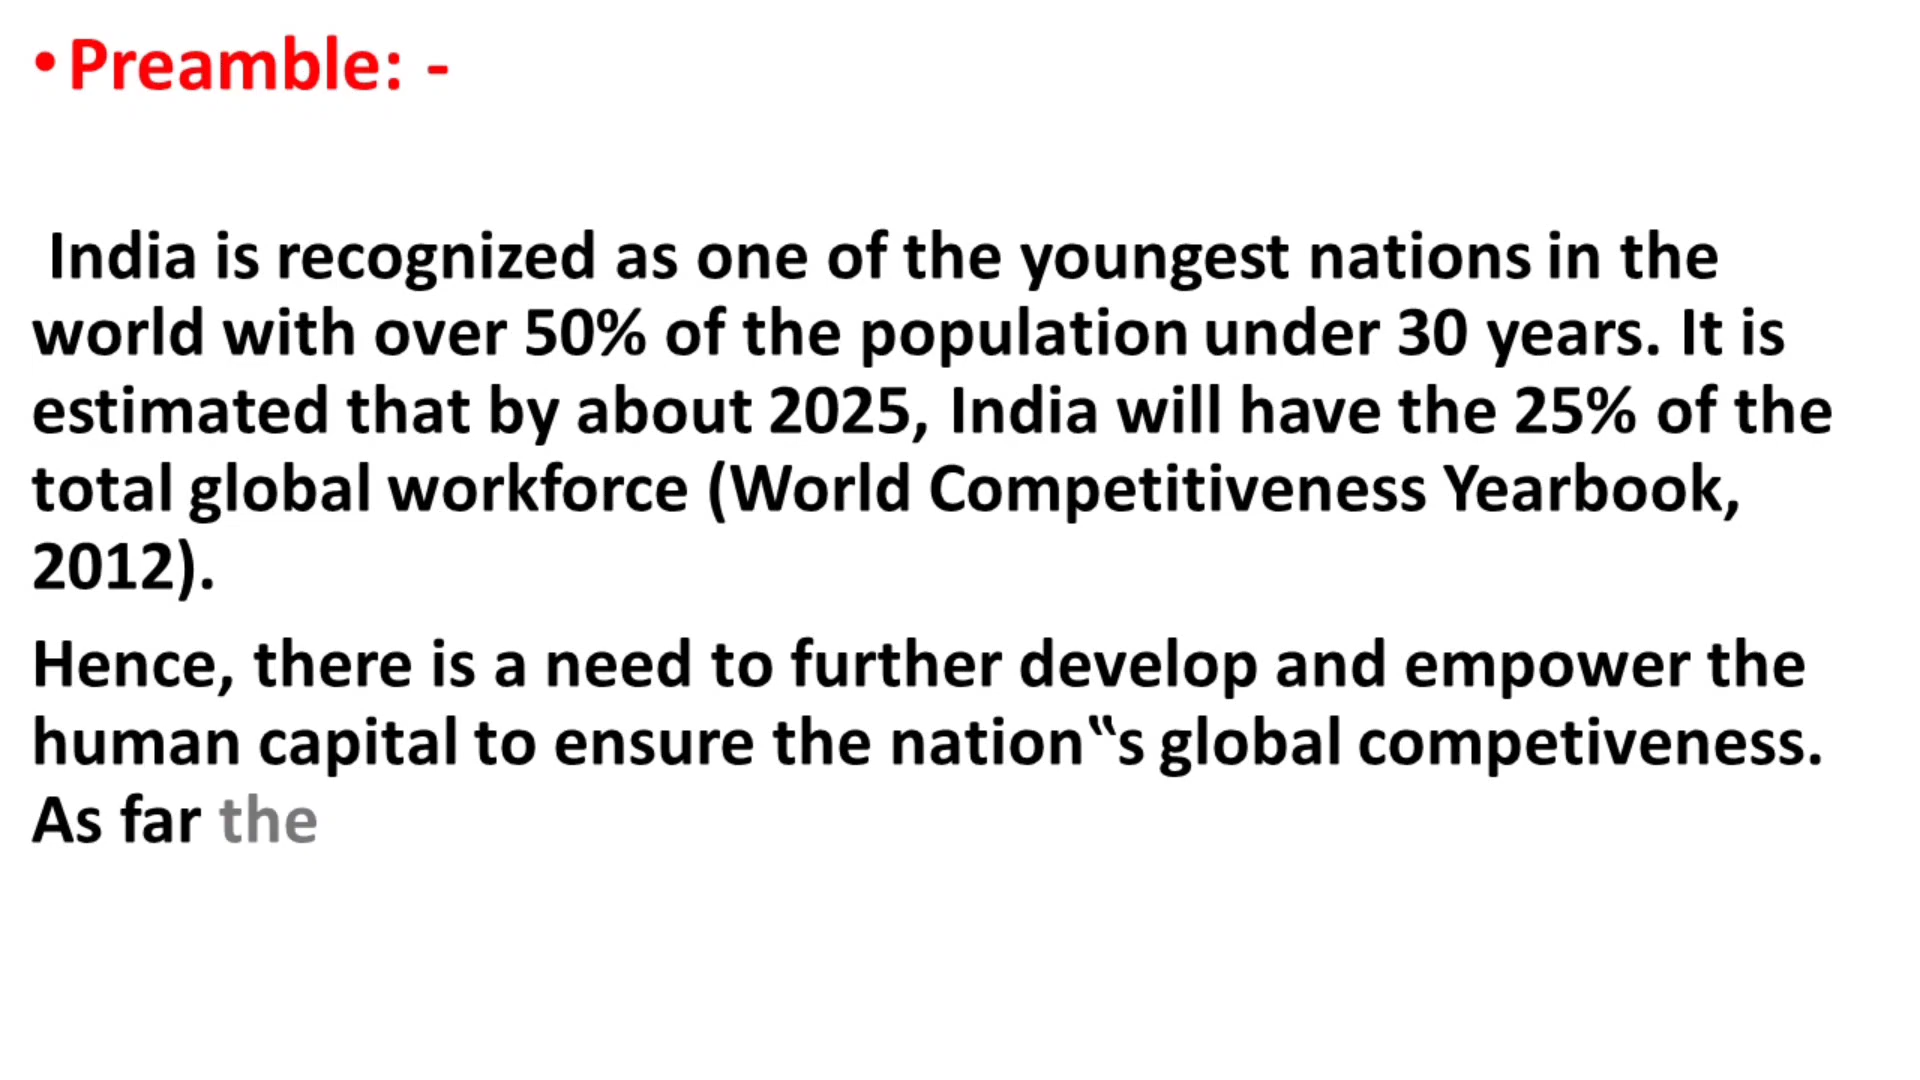 • Preamble: -
India is recognized as one of the youngest nations in the
world with over 50% of the population under 30 years. It is
estimated that by about 2025, India will have the 25% of the
total global workforce (World Competitiveness Yearbook,
2012).
Hence, there is a need to further develop and empower the
human capital to ensure the nation‟s global competiveness.
As far the